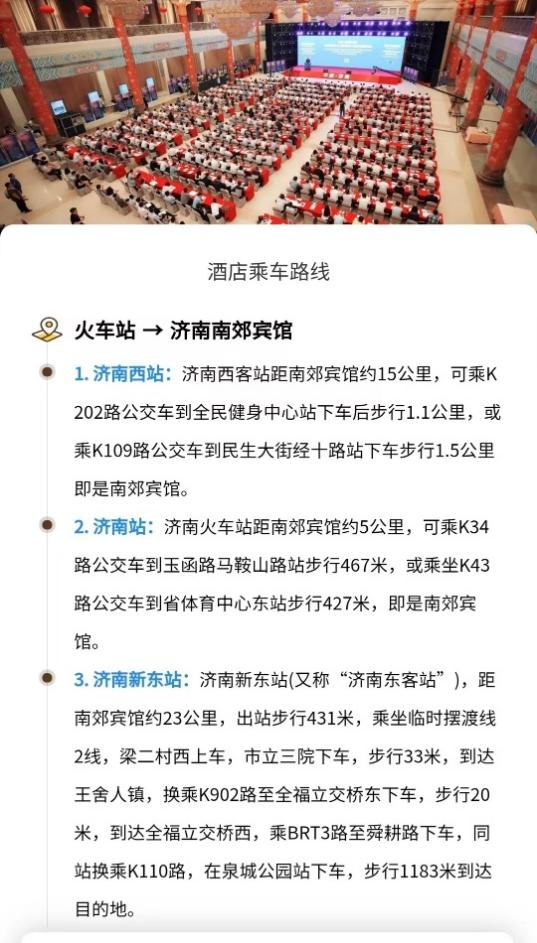 酒店乘车路线
火车站 → 济南南郊宾馆
1. 济南西站：济南西客站距南郊宾馆约15公里，可乘K
202路公交车到全民健身中心站下车后步行1.1公里，或
乘K109路公交车到民生大街经十路站下车步行1.5公里
即是南郊宾馆。
2. 济南站：济南火车站距南郊宾馆约5公里，可乘K34
路公交车到玉函路马鞍山路站步行467米，或乘坐K43
路公交车到省体育中心东站步行427米，即是南郊宾
馆。
3. 济南新东站：济南新东站(又称“济南东客站”)，距
南郊宾馆约23公里，出站步行431米，乘坐临时摆渡线
2线，梁二村西上车，市立三院下车，步行33米，到达
王舍人镇，换乘K902路至全福立交桥东下车，步行20
米，到达全福立交桥西，乘BRT3路至舜耕路下车，同
站换乘K110路，在泉城公园站下车，步行1183米到达
目的地。